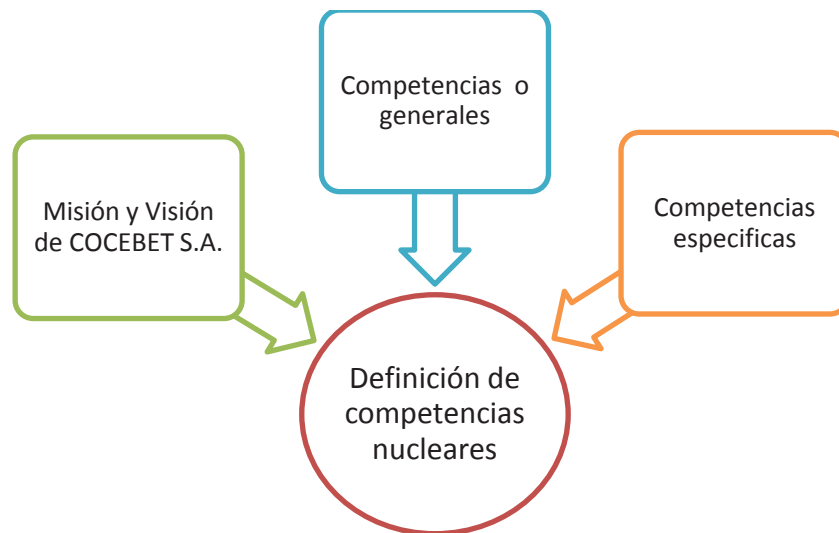 Competencias o
generales
Misión y Visión
de COCEBET S.A.
Competencias
especificas
Definición de
competencias
nucleares